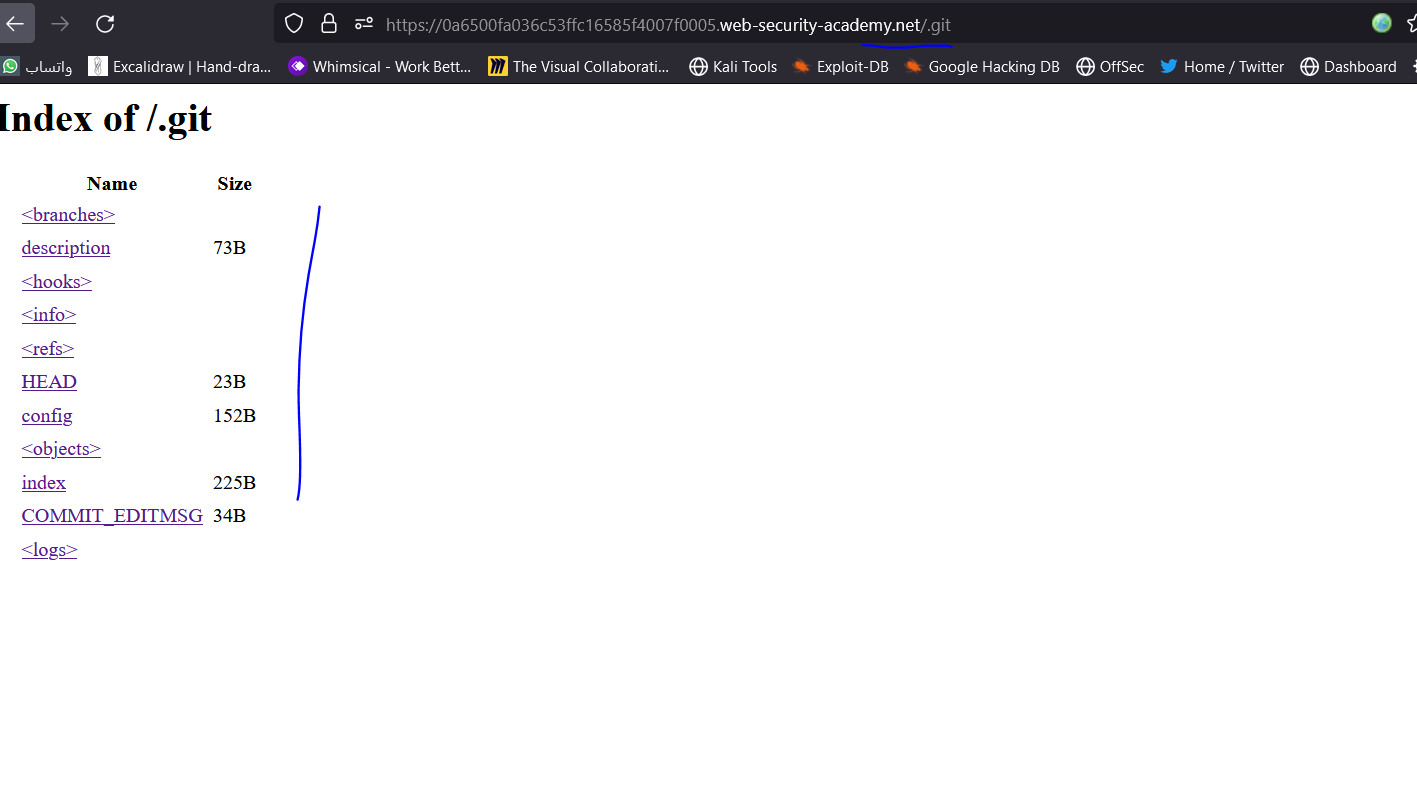 https://0a6500fa036c53ffc16585f4007f0005.web-security-academy.net/.git
واتساب Excalidraw | Hand-dra... Whimsical - Work Bett... The Visual Collaborati... Kali Tools Exploit-DB Google Hacking DB OffSec Home / Twitter Dashboard
Index of /.git
Name Size
<branches>
description 73B
<hooks>
<info>
<refs>
HEAD 23B
config 152B
<objects>
index 225B
COMMIT_EDITMSG 34B
<logs>